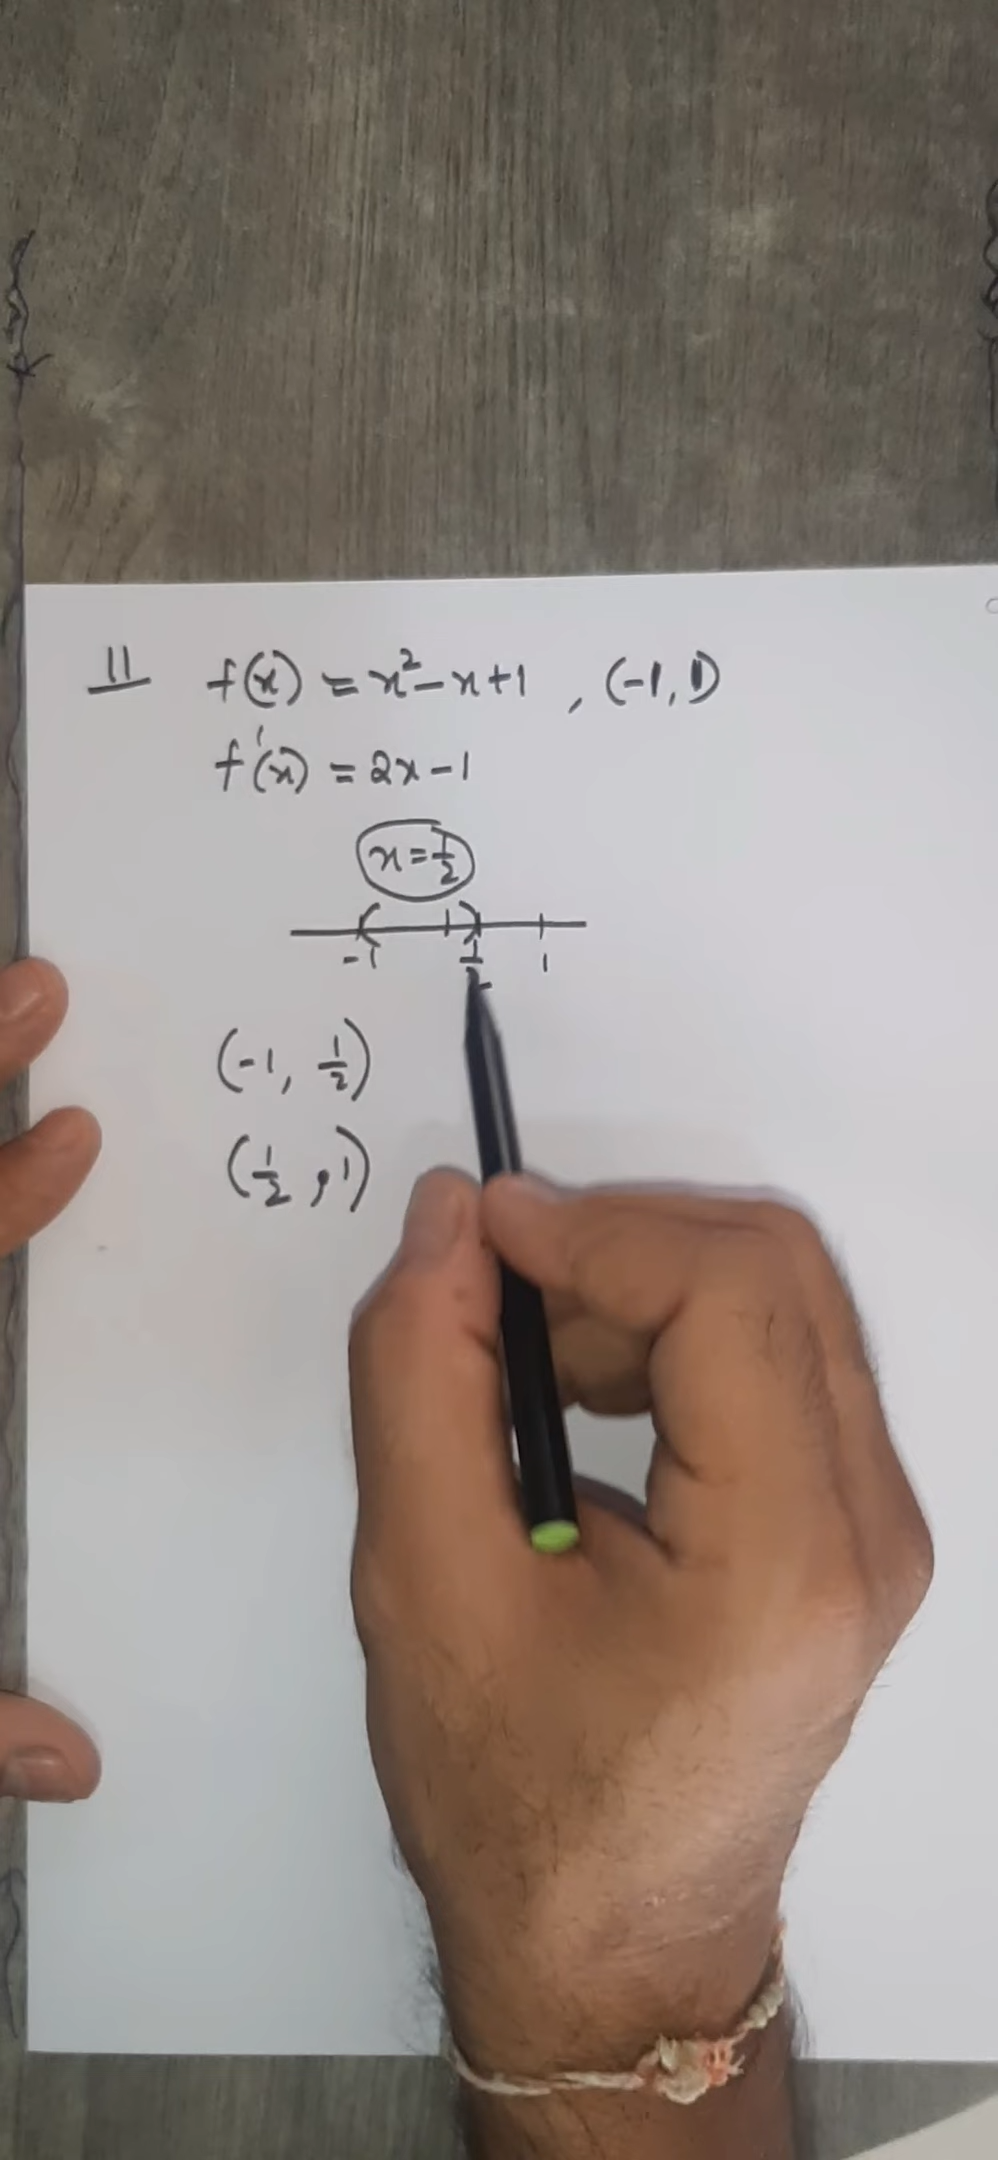 11 f(x) = x²-x+1 , (-1, 1)
f'(x) = 2x-1
x = 1/2
-1 1/2 1
(-1, 1/2)
(1/2, 1)